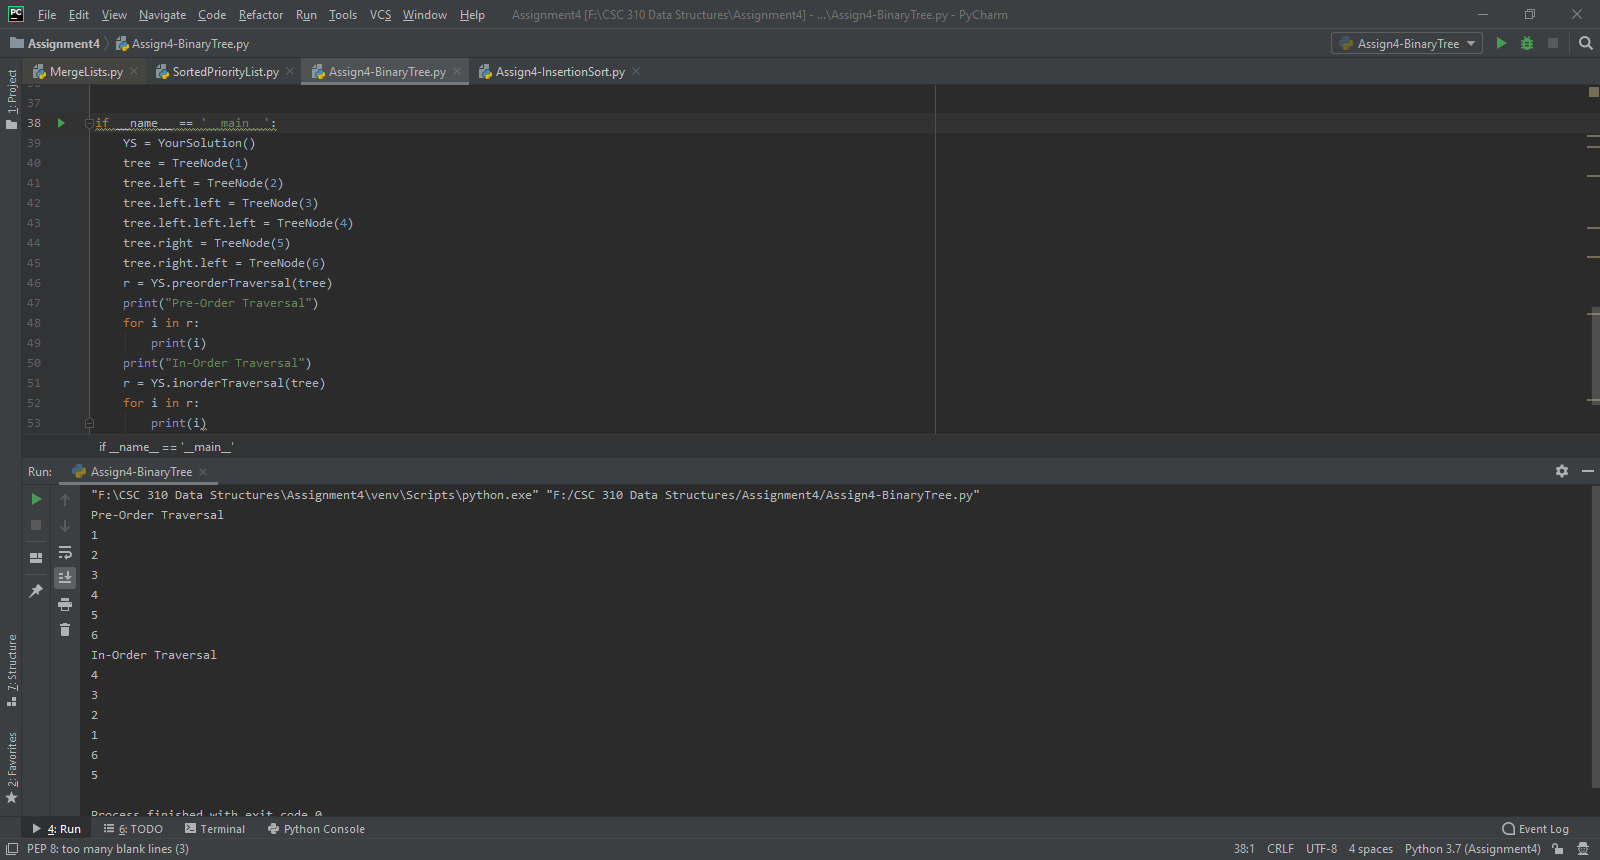 PC File Edit View Navigate Code Refactor Run Tools VCS Window Help Assignment4 [F:\CSC 310 Data Structures\Assignment4] - ...\Assign4-BinaryTree.py - PyCharm
Assignment4 Assign4-BinaryTree.py Assign4-BinaryTree
MergeLists.py SortedPriorityList.py Assign4-BinaryTree.py Assign4-InsertionSort.py
1: Project
37
38 if __name__ == '__main__':
39 YS = YourSolution()
40 tree = TreeNode(1)
41 tree.left = TreeNode(2)
42 tree.left.left = TreeNode(3)
43 tree.left.left.left = TreeNode(4)
44 tree.right = TreeNode(5)
45 tree.right.left = TreeNode(6)
46 r = YS.preorderTraversal(tree)
47 print("Pre-Order Traversal")
48 for i in r:
49 print(i)
50 print("In-Order Traversal")
51 r = YS.inorderTraversal(tree)
52 for i in r:
53 print(i)
if __name__ == '__main__'
Run: Assign4-BinaryTree
"F:\CSC 310 Data Structures\Assignment4\venv\Scripts\python.exe" "F:/CSC 310 Data Structures/Assignment4/Assign4-BinaryTree.py"
Pre-Order Traversal
1
2
3
4
5
6
In-Order Traversal
4
3
2
1
6
5
Process finished with exit code 0
7: Structure
2: Favorites
4: Run 6: TODO Terminal Python Console Event Log
PEP 8: too many blank lines (3) 38:1 CRLF UTF-8 4 spaces Python 3.7 (Assignment4)